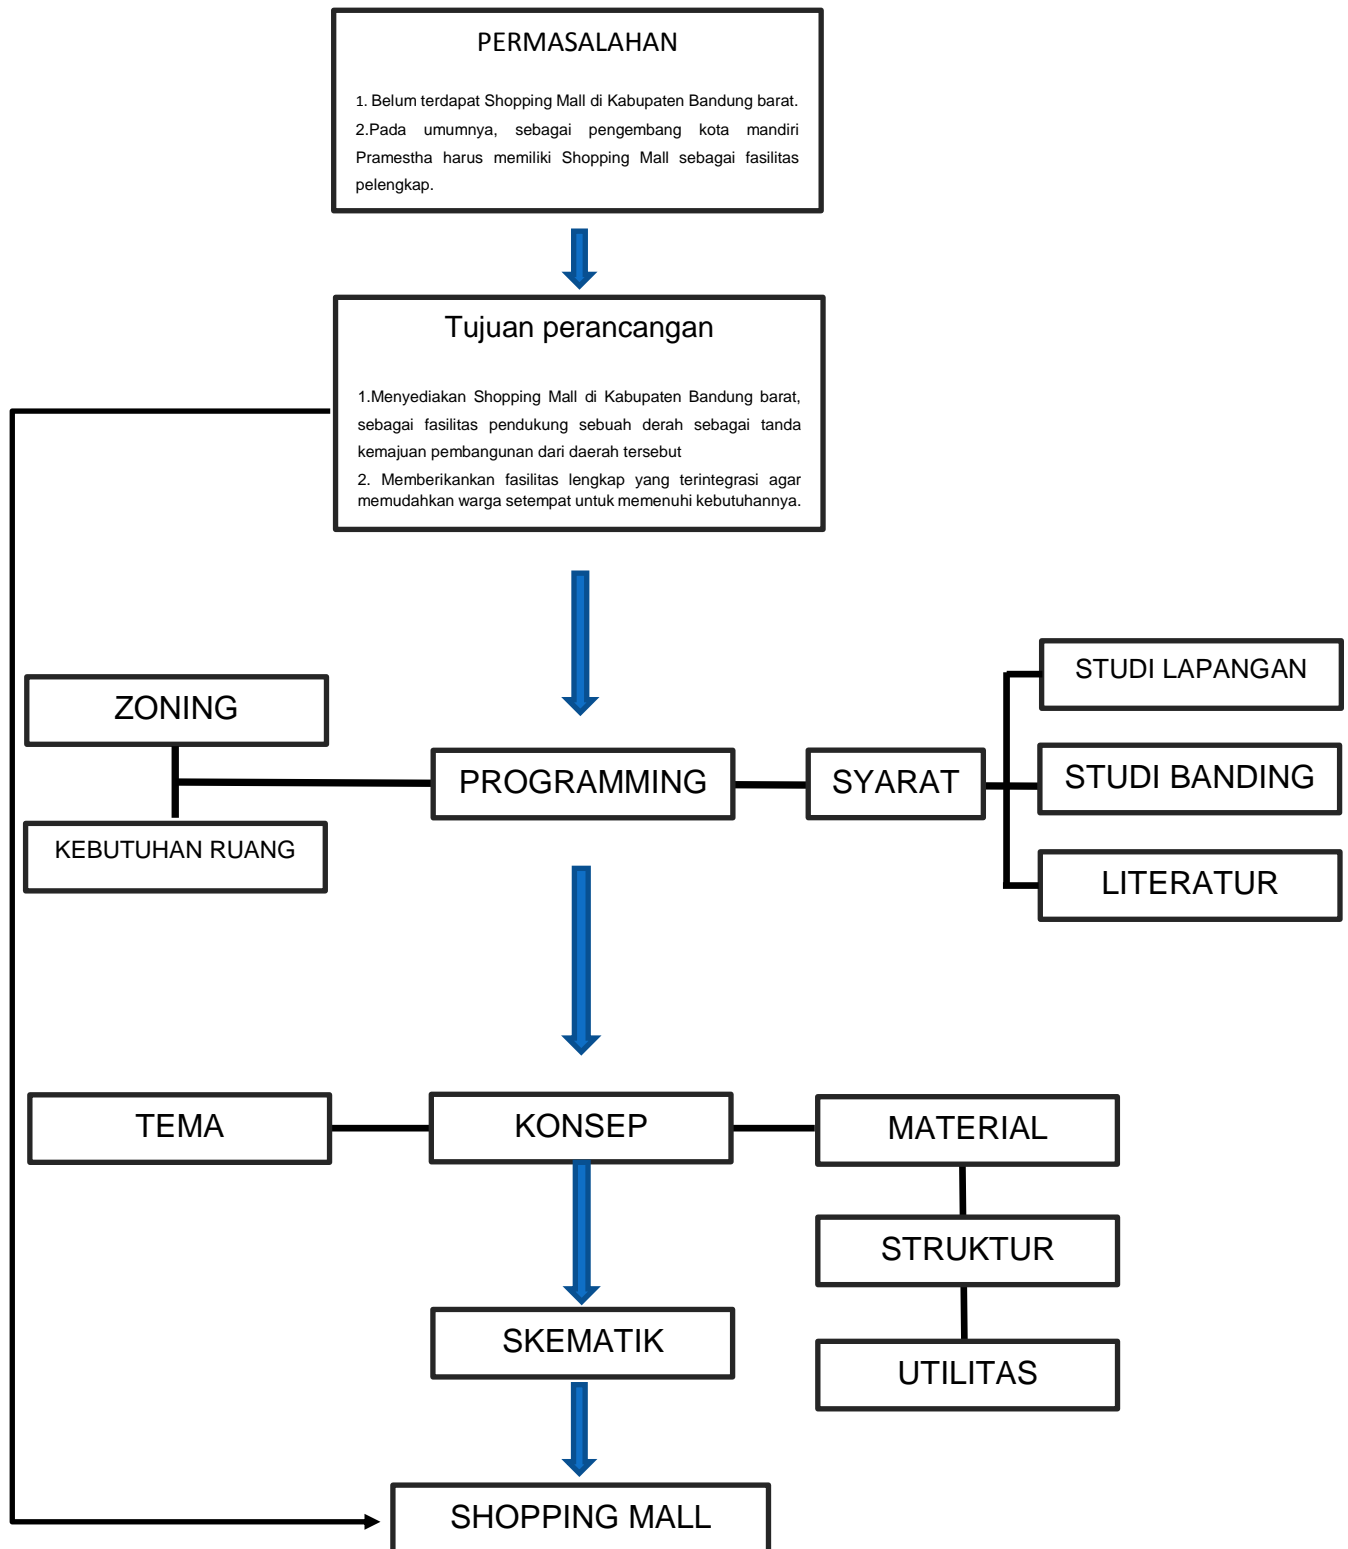 PERMASALAHAN
1. Belum terdapat Shopping Mall di Kabupaten Bandung barat.
2.Pada umumnya, sebagai pengembang kota mandiri
Pramestha harus memiliki Shopping Mall sebagai fasilitas
pelengkap.
Tujuan perancangan
1.Menyediakan Shopping Mall di Kabupaten Bandung barat,
sebagai fasilitas pendukung sebuah derah sebagai tanda
kemajuan pembangunan dari daerah tersebut
2. Memberikankan fasilitas lengkap yang terintegrasi agar
memudahkan warga setempat untuk memenuhi kebutuhannya.
ZONING
KEBUTUHAN RUANG
PROGRAMMING
SYARAT
STUDI LAPANGAN
STUDI BANDING
LITERATUR
TEMA
KONSEP
MATERIAL
STRUKTUR
UTILITAS
SKEMATIK
SHOPPING MALL